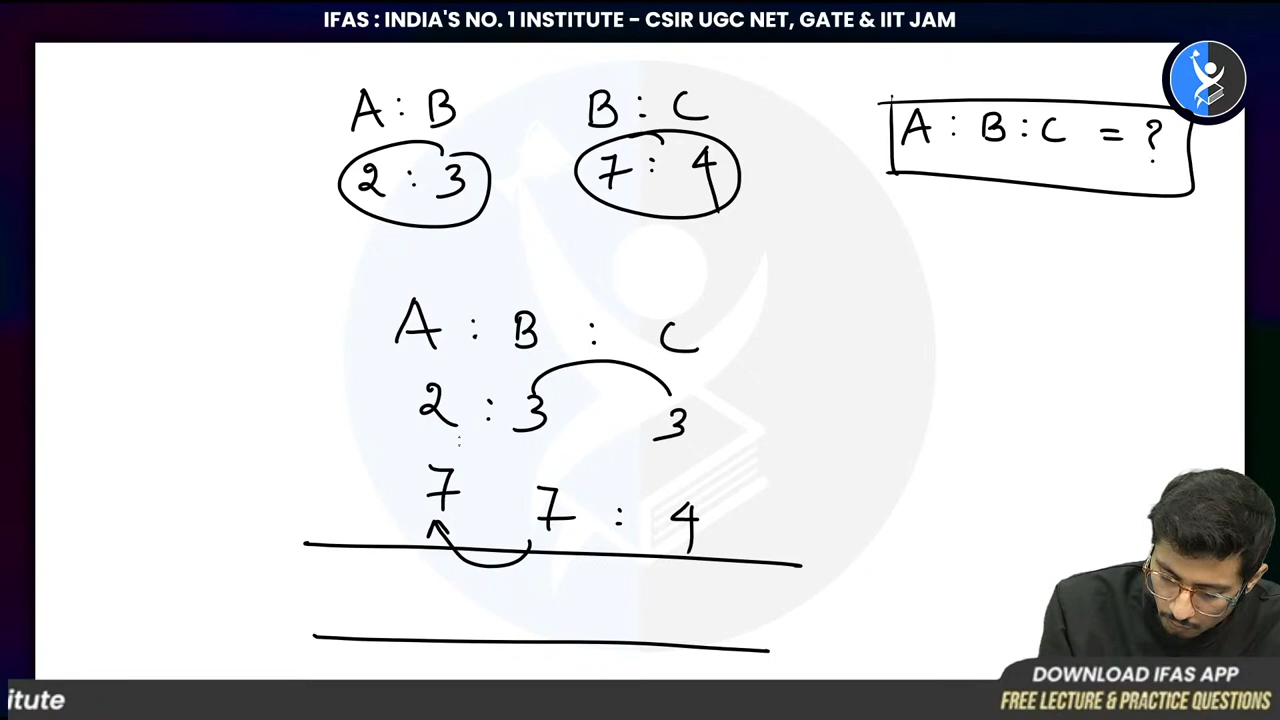 IFAS : INDIA'S NO. 1 INSTITUTE - CSIR UGC NET, GATE & IIT JAM
A : B B : C A : B : C = ?
2 : 3 7 : 4
A : B : C
2 : 3 3
7 7 : 4
DOWNLOAD IFAS APP
FREE LECTURE & PRACTICE QUESTIONS
itute